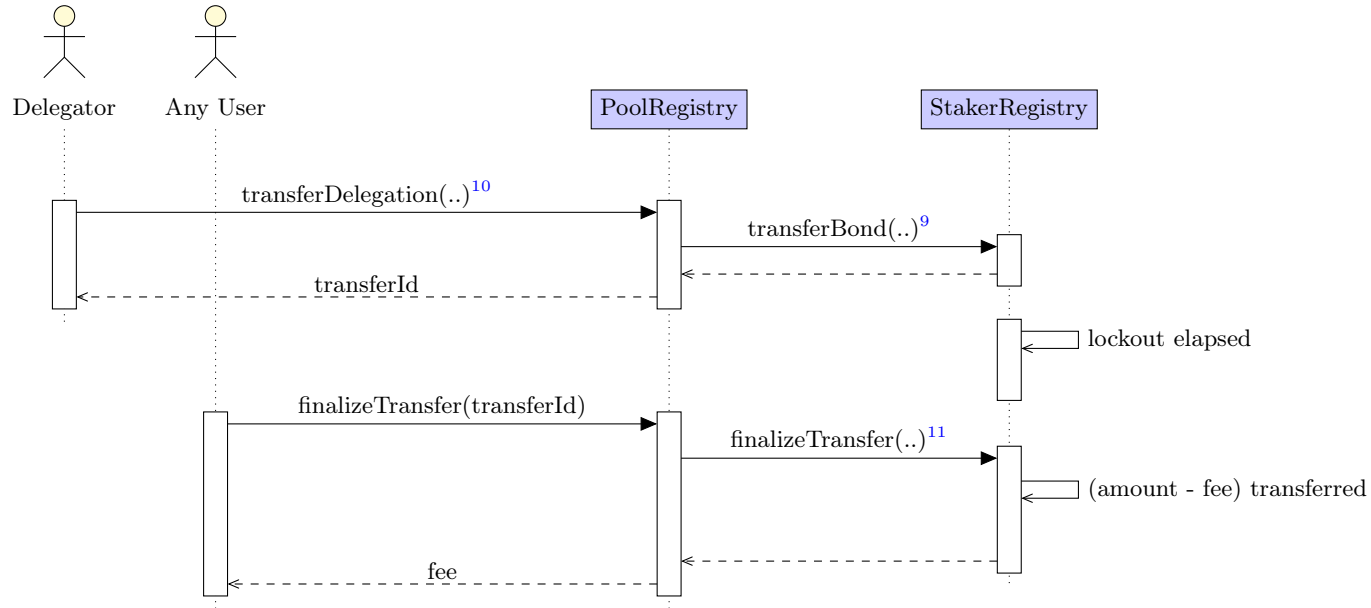 Delegator
Any User
PoolRegistry
StakerRegistry
transferDelegation(..)10
transferBond(..)9
transferId
lockout elapsed
finalizeTransfer(transferId)
finalizeTransfer(..)11
(amount - fee) transferred
fee